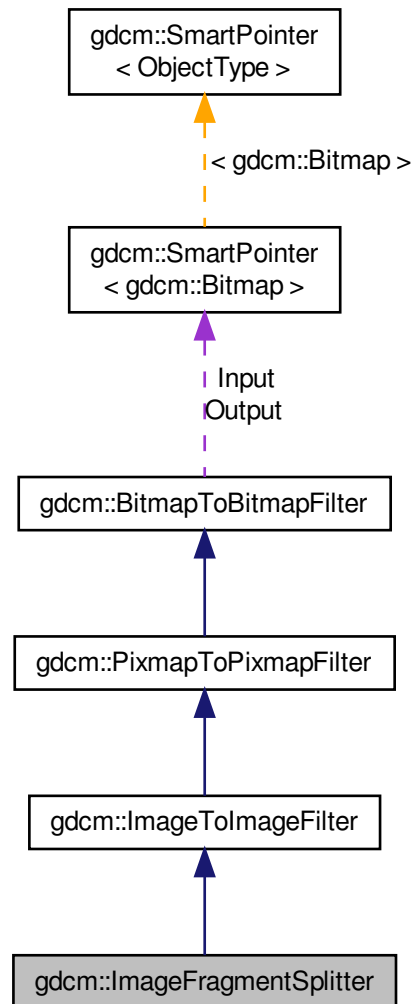 gdcm::SmartPointer
< ObjectType >
< gdcm::Bitmap >
gdcm::SmartPointer
< gdcm::Bitmap >
Input
Output
gdcm::BitmapToBitmapFilter
gdcm::PixmapToPixmapFilter
gdcm::ImageToImageFilter
gdcm::ImageFragmentSplitter